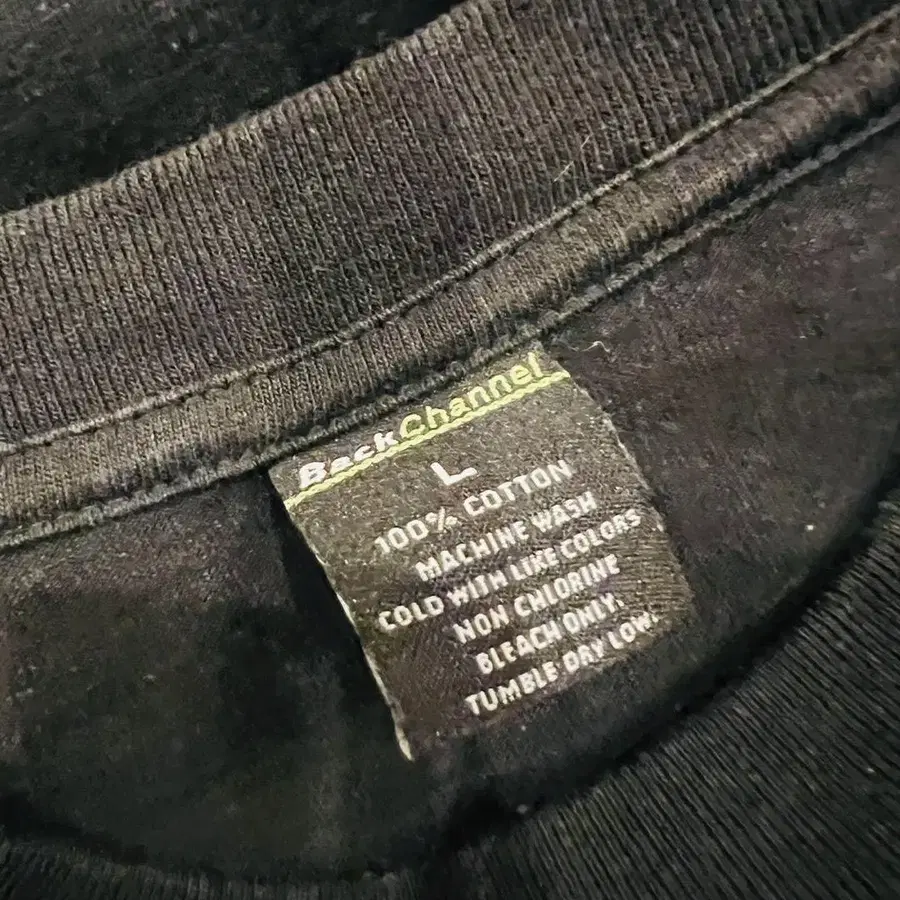 BackChannel
L
100% COTTON
MACHINE WASH
COLD WITH LIKE COLORS
NON CHLORINE
BLEACH ONLY.
TUMBLE DRY LOW.